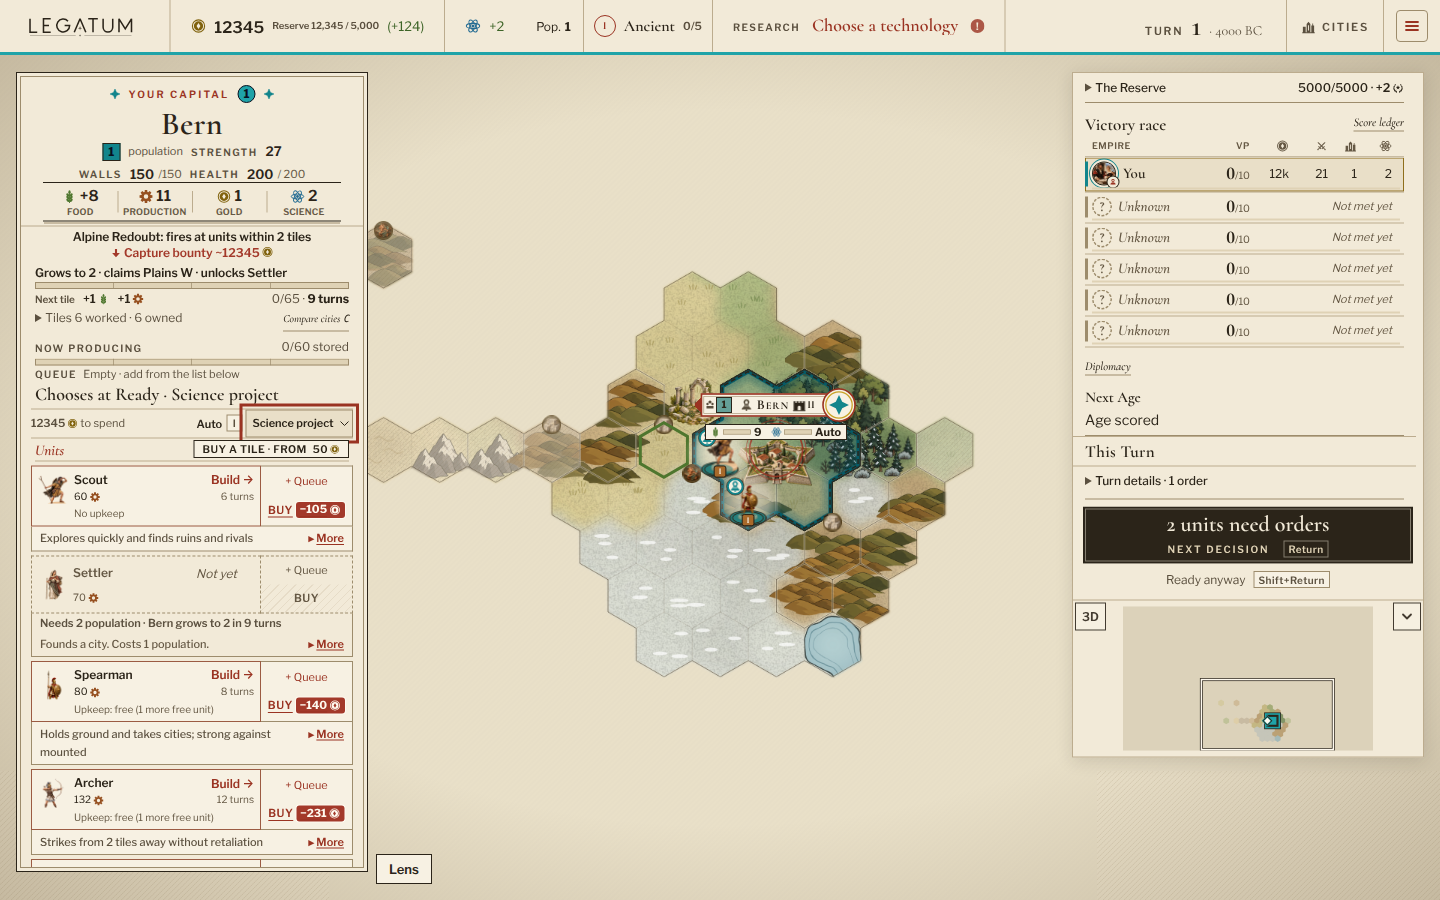 LEGATUM
12345 Reserve 12,345 / 5,000 (+124)
+2
Pop. 1
I Ancient 0/5
RESEARCH Choose a technology !
TURN 1 · 4000 BC
CITIES
YOUR CAPITAL 1
Bern
1 population STRENGTH 27
WALLS 150 /150 HEALTH 200 / 200
+8 11 1 2
FOOD PRODUCTION GOLD SCIENCE
Alpine Redoubt: fires at units within 2 tiles
Capture bounty ~12345
Grows to 2 · claims Plains W · unlocks Settler
Next tile +1 +1 0/65 · 9 turns
Tiles 6 worked · 6 owned Compare cities C
NOW PRODUCING 0/60 stored
QUEUE Empty · add from the list below
Chooses at Ready · Science project
12345 to spend Auto I Science project
Units BUY A TILE · FROM 50
Scout Build → + Queue
60 6 turns
No upkeep BUY −105
Explores quickly and finds ruins and rivals ▸ More
Settler Not yet + Queue
70 BUY
Needs 2 population · Bern grows to 2 in 9 turns
Founds a city. Costs 1 population. ▸ More
Spearman Build → + Queue
80 8 turns
Upkeep: free (1 more free unit) BUY −140
Holds ground and takes cities; strong against ▸ More
mounted
Archer Build → + Queue
132 12 turns
Upkeep: free (1 more free unit) BUY −231
Strikes from 2 tiles away without retaliation ▸ More
Lens
1 BERN II
9 Auto
I
I
The Reserve 5000/5000 · +2
Victory race Score ledger
EMPIRE VP
You 0/10 12k 21 1 2
? Unknown 0/10 Not met yet
? Unknown 0/10 Not met yet
? Unknown 0/10 Not met yet
? Unknown 0/10 Not met yet
? Unknown 0/10 Not met yet
Diplomacy
Next Age
Age scored
This Turn
Turn details · 1 order
2 units need orders
NEXT DECISION Return
Ready anyway Shift+Return
3D